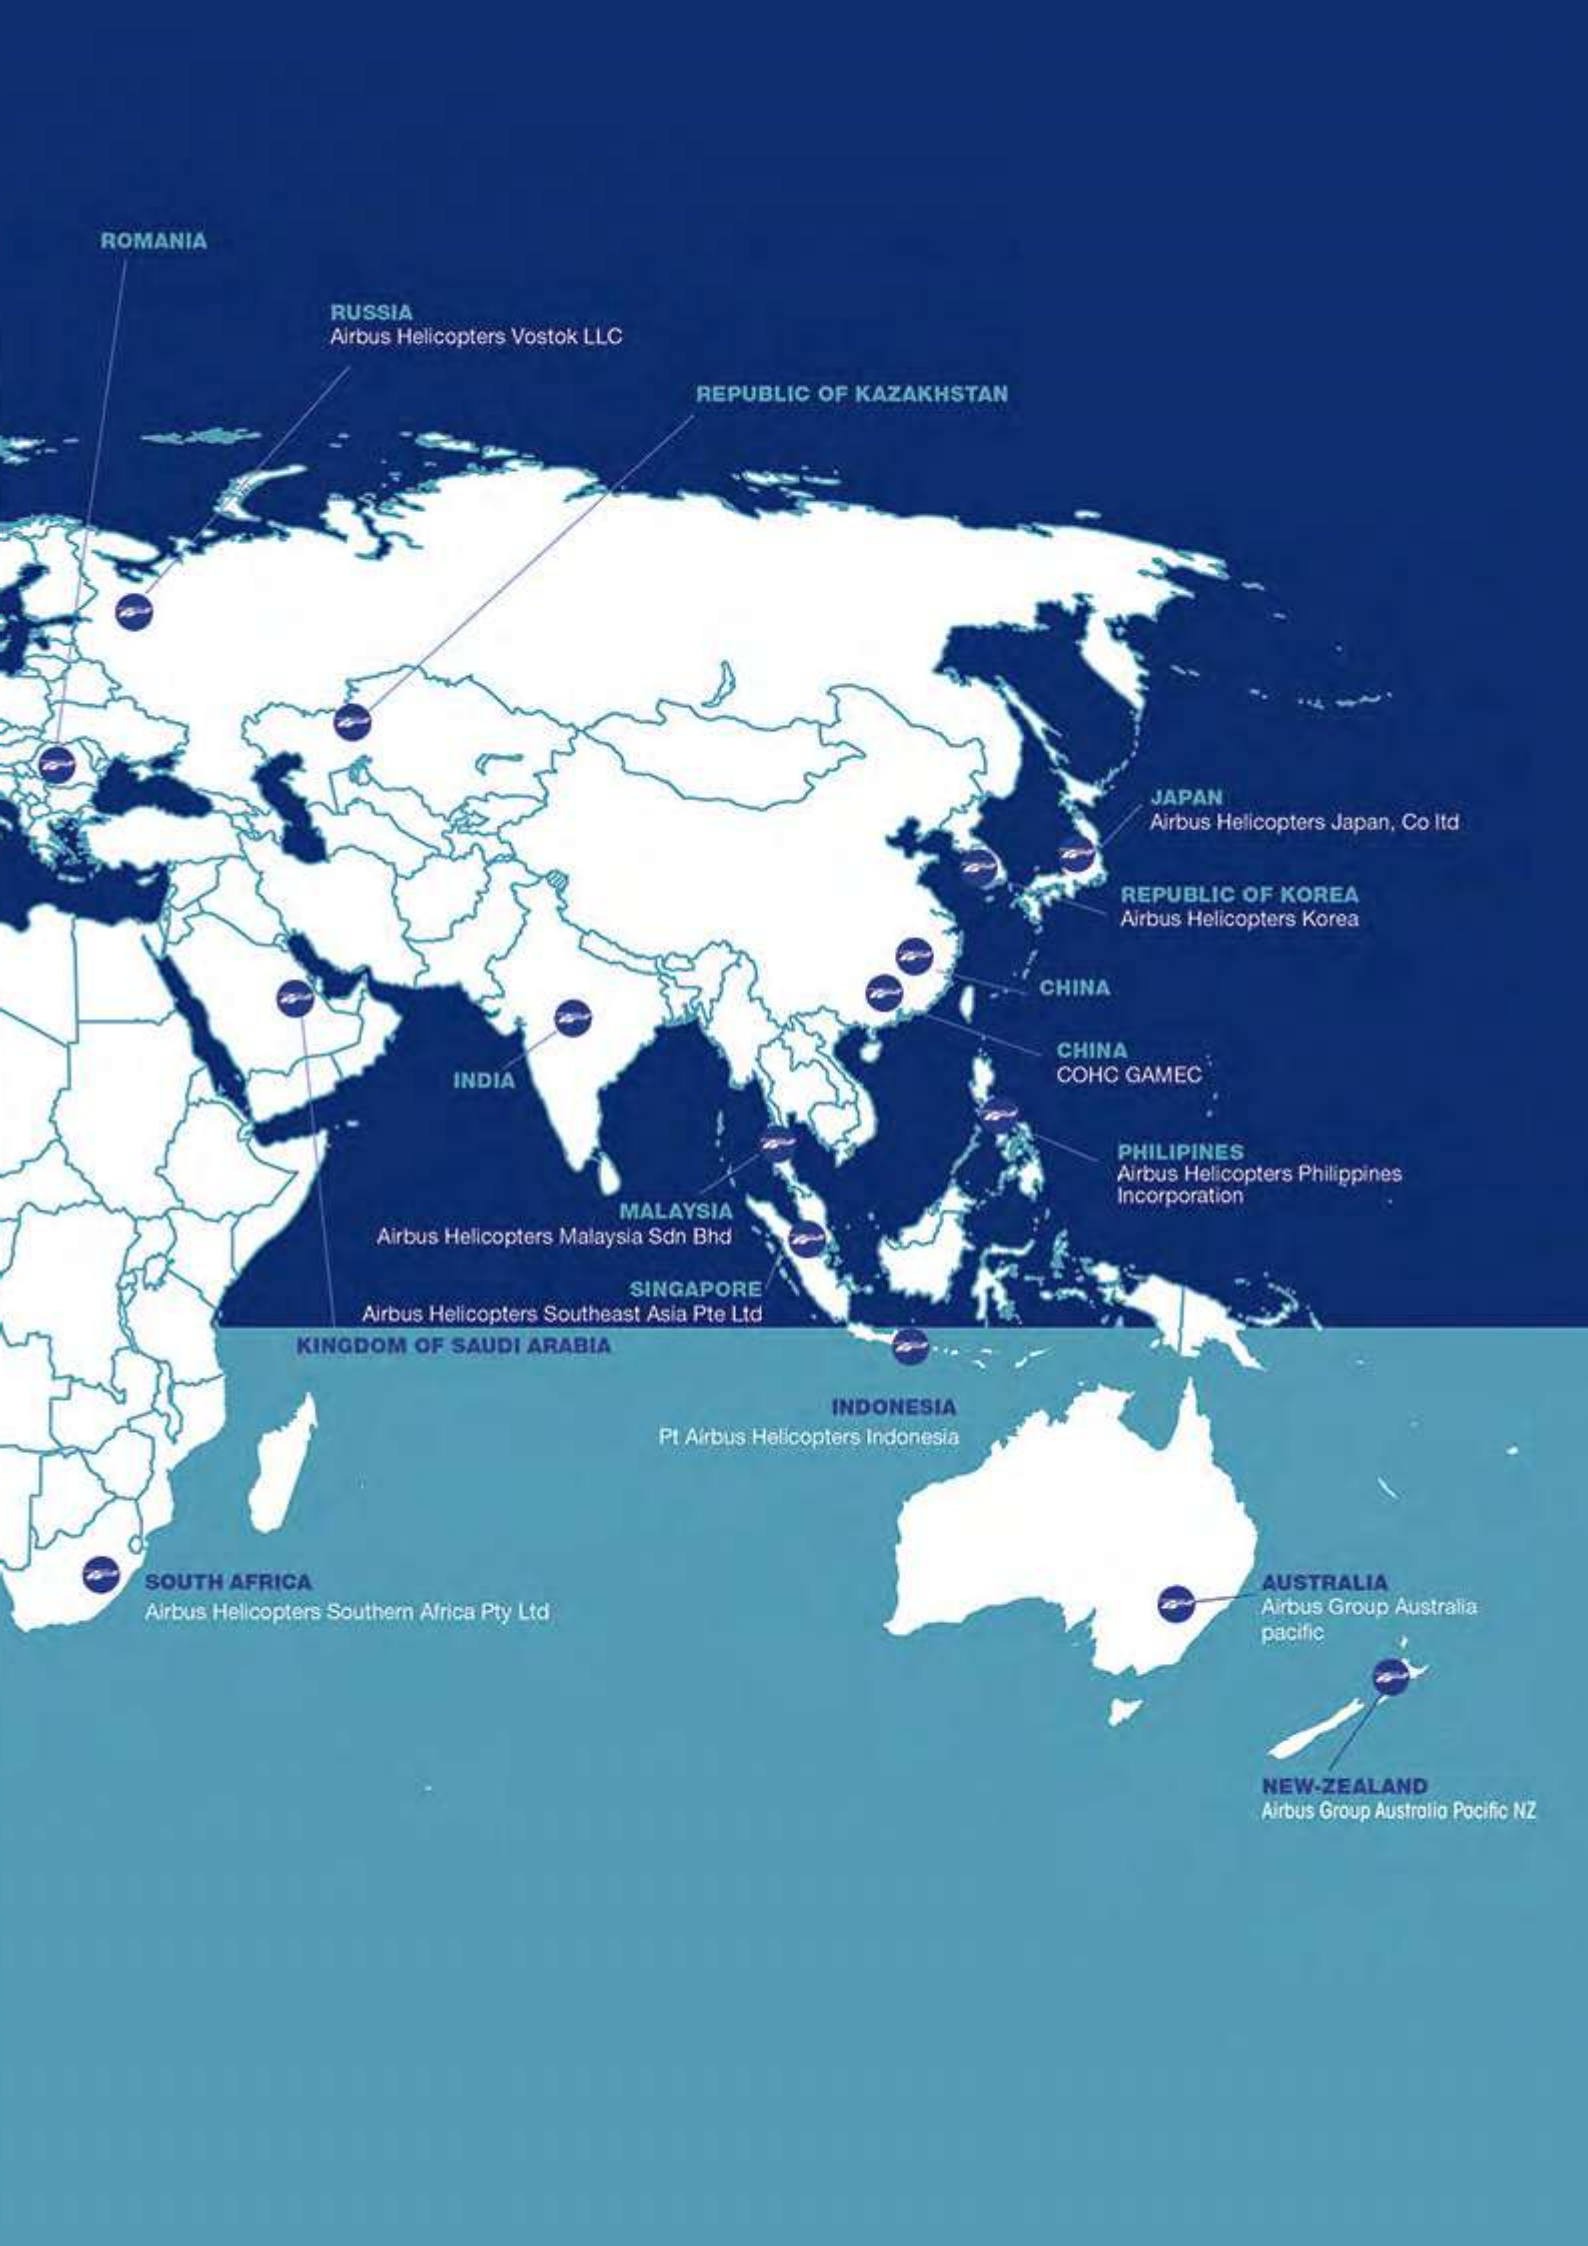 ROMANIA
RUSSIA
Airbus Helicopters Vostok LLC
REPUBLIC OF KAZAKHSTAN
JAPAN
Airbus Helicopters Japan, Co ltd
REPUBLIC OF KOREA
Airbus Helicopters Korea
CHINA
CHINA
COHC GAMEC
INDIA
PHILIPINES
Airbus Helicopters Philippines
Incorporation
MALAYSIA
Airbus Helicopters Malaysia Sdn Bhd
SINGAPORE
Airbus Helicopters Southeast Asia Pte Ltd
KINGDOM OF SAUDI ARABIA
INDONESIA
Pt Airbus Helicopters Indonesia
SOUTH AFRICA
Airbus Helicopters Southern Africa Pty Ltd
AUSTRALIA
Airbus Group Australia
pacific
NEW-ZEALAND
Airbus Group Australia Pacific NZ